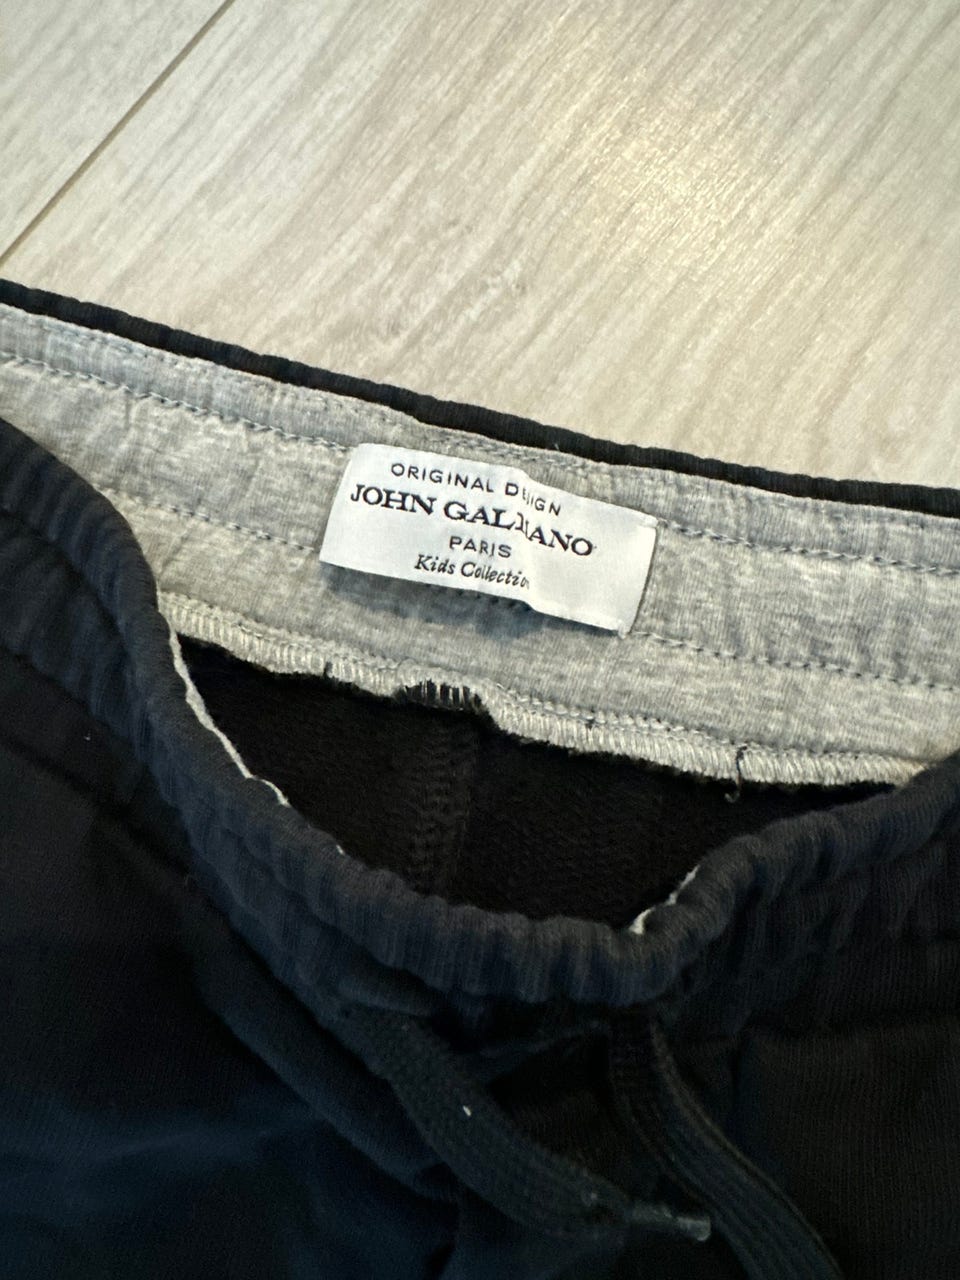 ORIGINAL DESIGN
JOHN GALLIANO
PARIS
Kids Collection